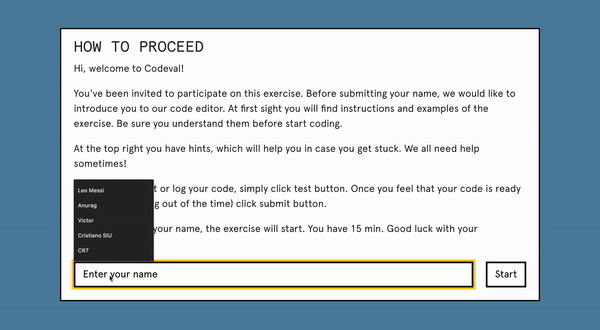 HOW TO PROCEED
Hi, welcome to Codeval!
You've been invited to participate on this exercise. Before submitting your name, we would like to
introduce you to our code editor. At first sight you will find instructions and examples of the
exercise. Be sure you understand them before start coding.
At the top right you have hints, which will help you in case you get stuck. We all need help
sometimes!
t or log your code, simply click test button. Once you feel that your code is ready
g out of the time) click submit button.
your name, the exercise will start. You have 15 min. Good luck with your
Leo Messi
Anurag
Victor
Cristiano SIU
CR7
Enter your name
Start